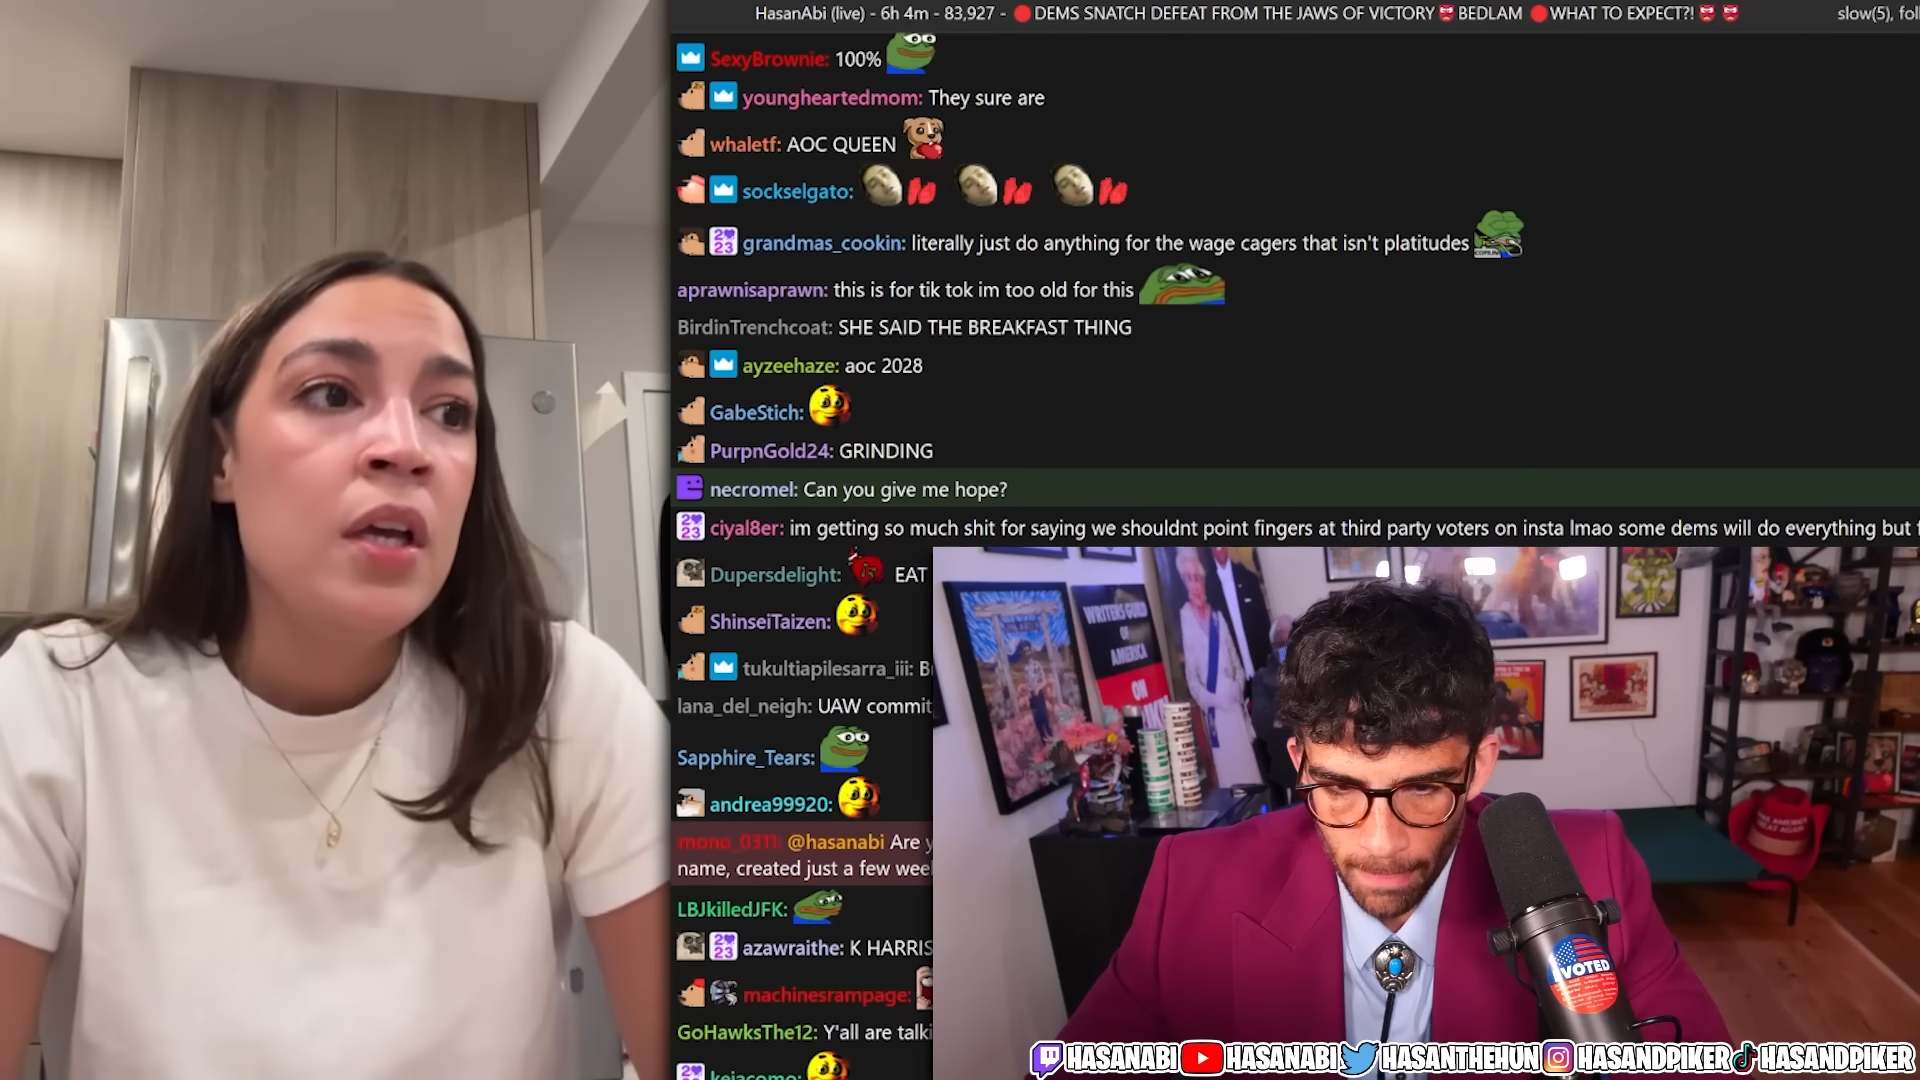 HasanAbi (live) - 6h 4m - 83,927 - 🔴DEMS SNATCH DEFEAT FROM THE JAWS OF VICTORY👹BEDLAM 🔴WHAT TO EXPECT?!👹 👹
slow(5), fol
SexyBrownie: 100%
youngheartedmom: They sure are
whaletf: AOC QUEEN
sockselgato:
grandmas_cookin: literally just do anything for the wage cagers that isn't platitudes
aprawnisaprawn: this is for tik tok im too old for this
BirdinTrenchcoat: SHE SAID THE BREAKFAST THING
ayzeehaze: aoc 2028
GabeStich:
PurpnGold24: GRINDING
necromel: Can you give me hope?
ciyal8er: im getting so much shit for saying we shouldnt point fingers at third party voters on insta lmao some dems will do everything but f
Dupersdelight: EAT
ShinseiTaizen:
tukultiapilesarra_iii: B
lana_del_neigh: UAW commit
Sapphire_Tears:
andrea99920:
mono_0311: @hasanabi Are y
name, created just a few wee
LBJkilledJFK:
azawraithe: K HARRIS
machinesrampage:
GoHawksThe12: Y'all are talki
kejacomo:
WRITERS GUILD
OF
AMERICA
ON
VOTED
HASANABI HASANABI HASANTHEHUN HASANDPIKER HASANDPIKER